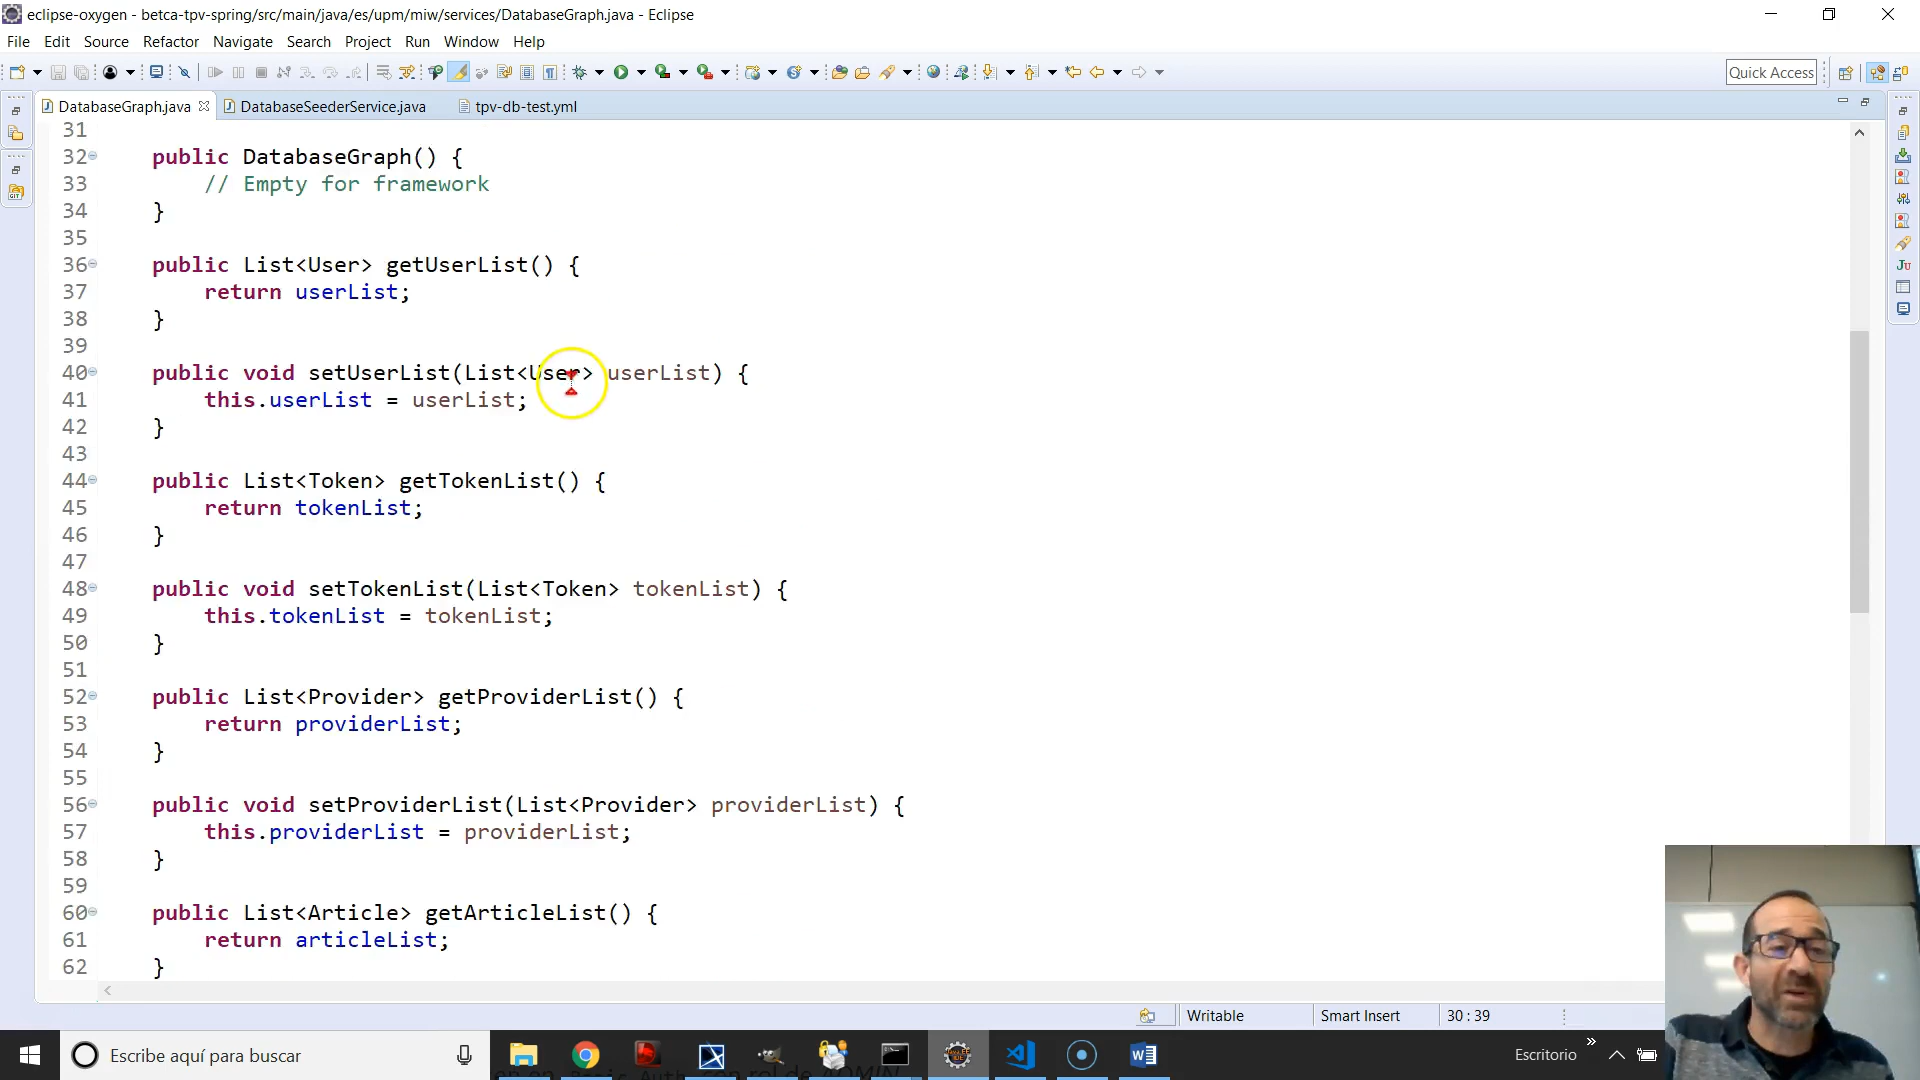 eclipse-oxygen - betca-tpv-spring/src/main/java/es/upm/miw/services/DatabaseGraph.java - Eclipse
File Edit Source Refactor Navigate Search Project Run Window Help
Quick Access
DatabaseGraph.java DatabaseSeederService.java tpv-db-test.yml
31
32 public DatabaseGraph() {
33 // Empty for framework
34 }
35
36 public List<User> getUserList() {
37 return userList;
38 }
39
40 public void setUserList(List<User> userList) {
41 this.userList = userList;
42 }
43
44 public List<Token> getTokenList() {
45 return tokenList;
46 }
47
48 public void setTokenList(List<Token> tokenList) {
49 this.tokenList = tokenList;
50 }
51
52 public List<Provider> getProviderList() {
53 return providerList;
54 }
55
56 public void setProviderList(List<Provider> providerList) {
57 this.providerList = providerList;
58 }
59
60 public List<Article> getArticleList() {
61 return articleList;
62 }
Writable Smart Insert 30 : 39
Escribe aquí para buscar
Escritorio